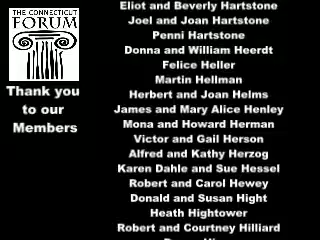 THE CONNECTICUT
FORUM
Thank you
to our
Members
Eliot and Beverly Hartstone
Joel and Joan Hartstone
Penni Hartstone
Donna and William Heerdt
Felice Heller
Martin Hellman
Herbert and Joan Helms
James and Mary Alice Henley
Mona and Howard Herman
Victor and Gail Herson
Alfred and Kathy Herzog
Karen Dahle and Sue Hessel
Robert and Carol Hewey
Donald and Susan Hight
Heath Hightower
Robert and Courtney Hilliard